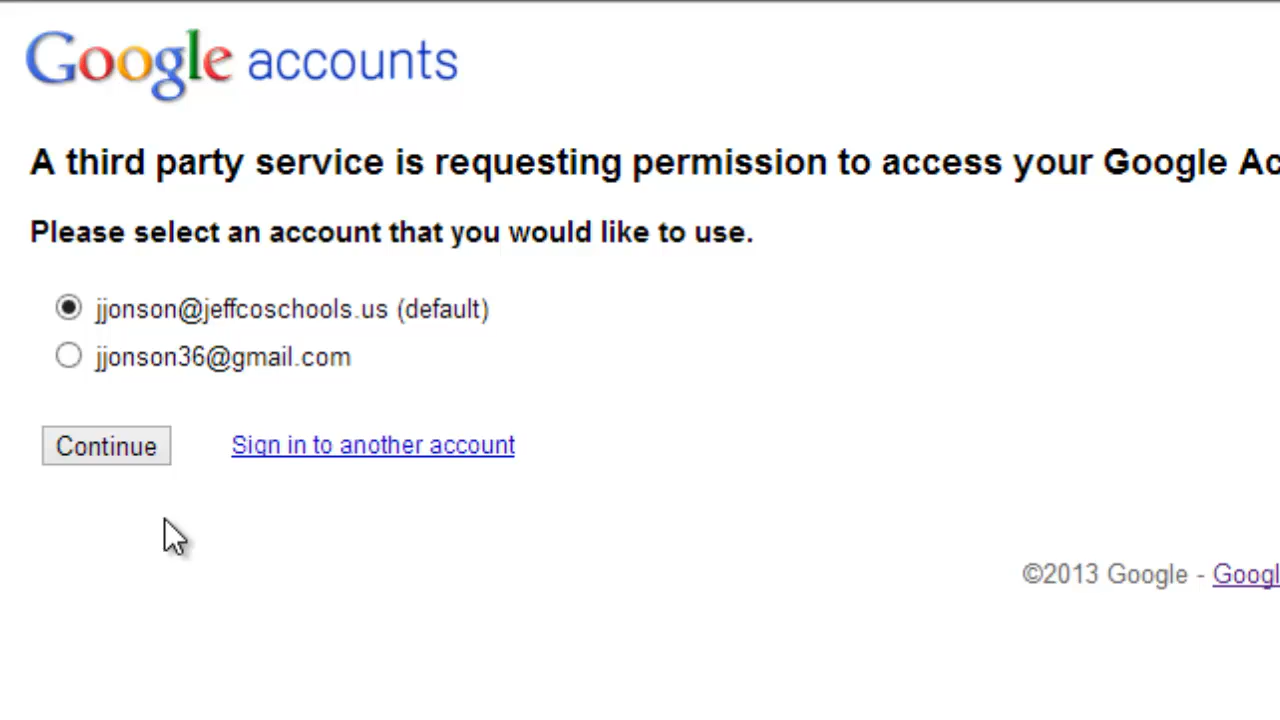 Google accounts
A third party service is requesting permission to access your Google Ac
Please select an account that you would like to use.
jjonson@jeffcoschools.us (default)
jjonson36@gmail.com
Continue Sign in to another account
©2013 Google - Googl